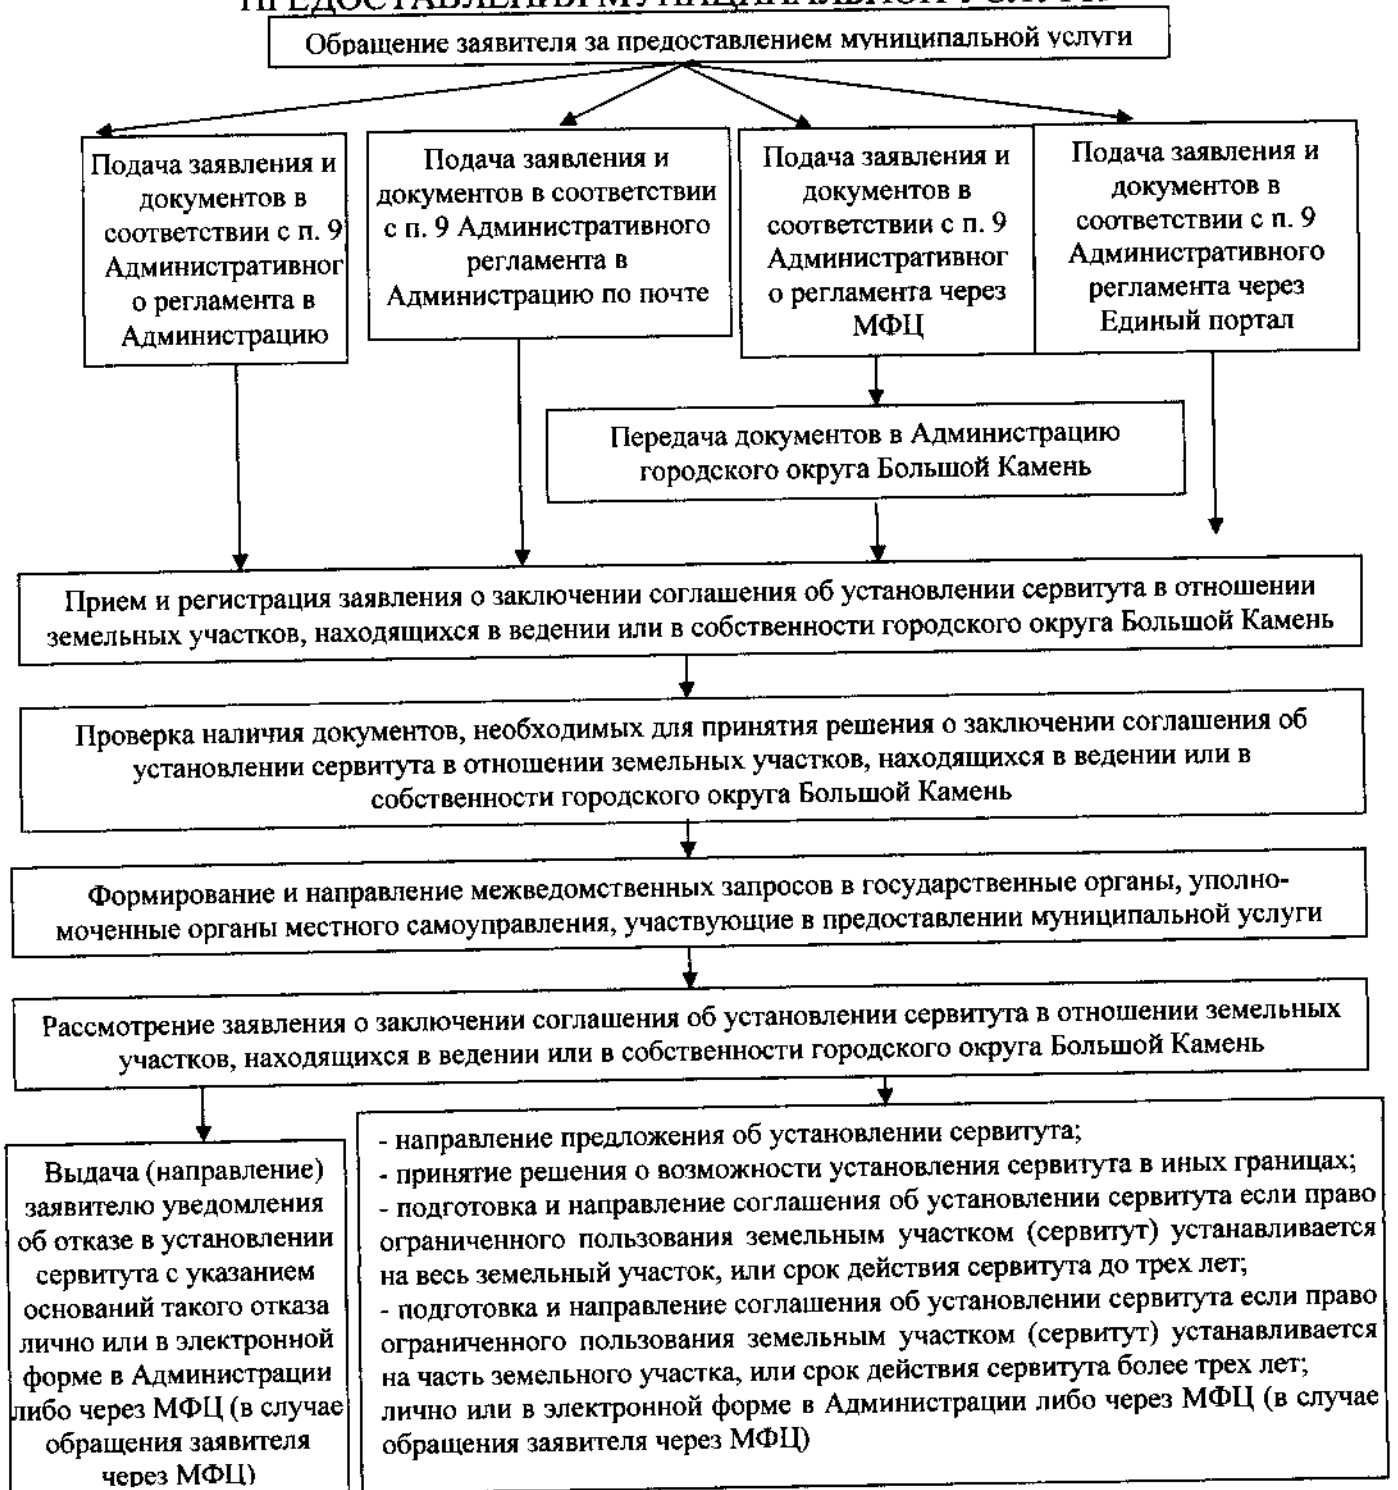 ПРЕДОСТАВЛЕНИЯ МУНИЦИПАЛЬНОЙ УСЛУГИ
Обращение заявителя за предоставлением муниципальной услуги
Подача заявления и
документов в
соответствии с п. 9
Административног
о регламента в
Администрацию
Подача заявления и
документов в соответствии
с п. 9 Административного
регламента в
Администрацию по почте
Подача заявления и
документов в
соответствии с п. 9
Административног
о регламента через
МФЦ
Подача заявления и
документов в
соответствии с п. 9
Административного
регламента через
Единый портал
Передача документов в Администрацию
городского округа Большой Камень
Прием и регистрация заявления о заключении соглашения об установлении сервитута в отношении
земельных участков, находящихся в ведении или в собственности городского округа Большой Камень
Проверка наличия документов, необходимых для принятия решения о заключении соглашения об
установлении сервитута в отношении земельных участков, находящихся в ведении или в
собственности городского округа Большой Камень
Формирование и направление межведомственных запросов в государственные органы, уполно-
моченные органы местного самоуправления, участвующие в предоставлении муниципальной услуги
Рассмотрение заявления о заключении соглашения об установлении сервитута в отношении земельных
участков, находящихся в ведении или в собственности городского округа Большой Камень
Выдача (направление)
заявителю уведомления
об отказе в установлении
сервитута с указанием
оснований такого отказа
лично или в электронной
форме в Администрации
либо через МФЦ (в случае
обращения заявителя
через МФЦ)
- направление предложения об установлении сервитута;
- принятие решения о возможности установления сервитута в иных границах;
- подготовка и направление соглашения об установлении сервитута если право
ограниченного пользования земельным участком (сервитут) устанавливается
на весь земельный участок, или срок действия сервитута до трех лет;
- подготовка и направление соглашения об установлении сервитута если право
ограниченного пользования земельным участком (сервитут) устанавливается
на часть земельного участка, или срок действия сервитута более трех лет;
лично или в электронной форме в Администрации либо через МФЦ (в случае
обращения заявителя через МФЦ)